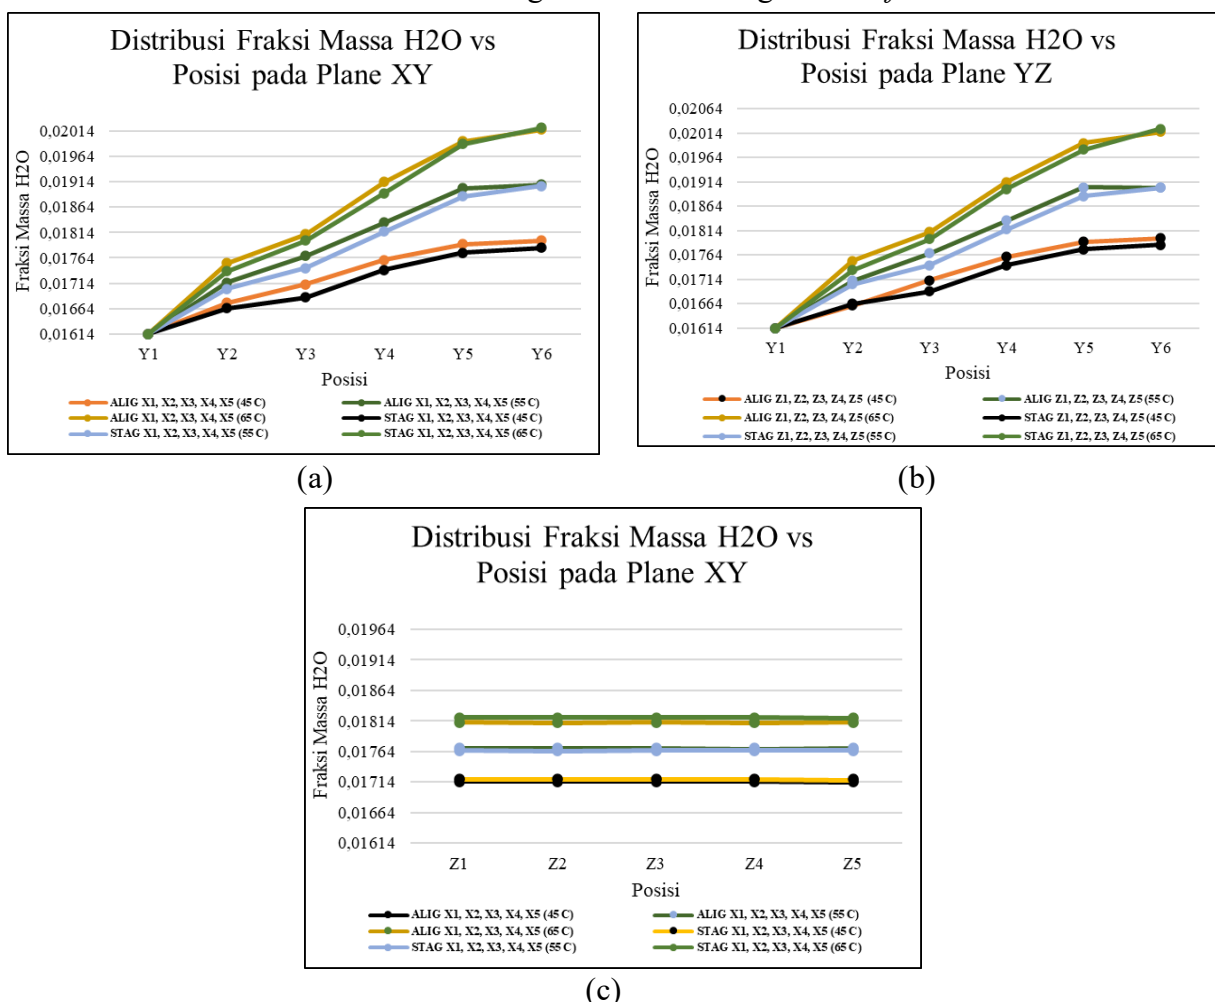 Distribusi Fraksi Massa H2O vs
Posisi pada Plane XY
Fraksi Massa H2O
0,02014
0,01964
0,01914
0,01864
0,01814
0,01764
0,01714
0,01664
0,01614
Y1 Y2 Y3 Y4 Y5 Y6
Posisi
ALIG X1, X2, X3, X4, X5 (45 C) ALIG X1, X2, X3, X4, X5 (55 C)
ALIG X1, X2, X3, X4, X5 (65 C) STAG X1, X2, X3, X4, X5 (45 C)
STAG X1, X2, X3, X4, X5 (55 C) STAG X1, X2, X3, X4, X5 (65 C)
(a)
Distribusi Fraksi Massa H2O vs
Posisi pada Plane YZ
Fraksi Massa H2O
0,02064
0,02014
0,01964
0,01914
0,01864
0,01814
0,01764
0,01714
0,01664
0,01614
Y1 Y2 Y3 Y4 Y5 Y6
Posisi
ALIG Z1, Z2, Z3, Z4, Z5 (45 C) ALIG Z1, Z2, Z3, Z4, Z5 (55 C)
ALIG Z1, Z2, Z3, Z4, Z5 (65 C) STAG Z1, Z2, Z3, Z4, Z5 (45 C)
STAG Z1, Z2, Z3, Z4, Z5 (55 C) STAG Z1, Z2, Z3, Z4, Z5 (65 C)
(b)
Distribusi Fraksi Massa H2O vs
Posisi pada Plane XY
Fraksi Massa H2O
0,01964
0,01914
0,01864
0,01814
0,01764
0,01714
0,01664
0,01614
Z1 Z2 Z3 Z4 Z5
Posisi
ALIG X1, X2, X3, X4, X5 (45 C) ALIG X1, X2, X3, X4, X5 (55 C)
ALIG X1, X2, X3, X4, X5 (65 C) STAG X1, X2, X3, X4, X5 (45 C)
STAG X1, X2, X3, X4, X5 (55 C) STAG X1, X2, X3, X4, X5 (65 C)
(c)